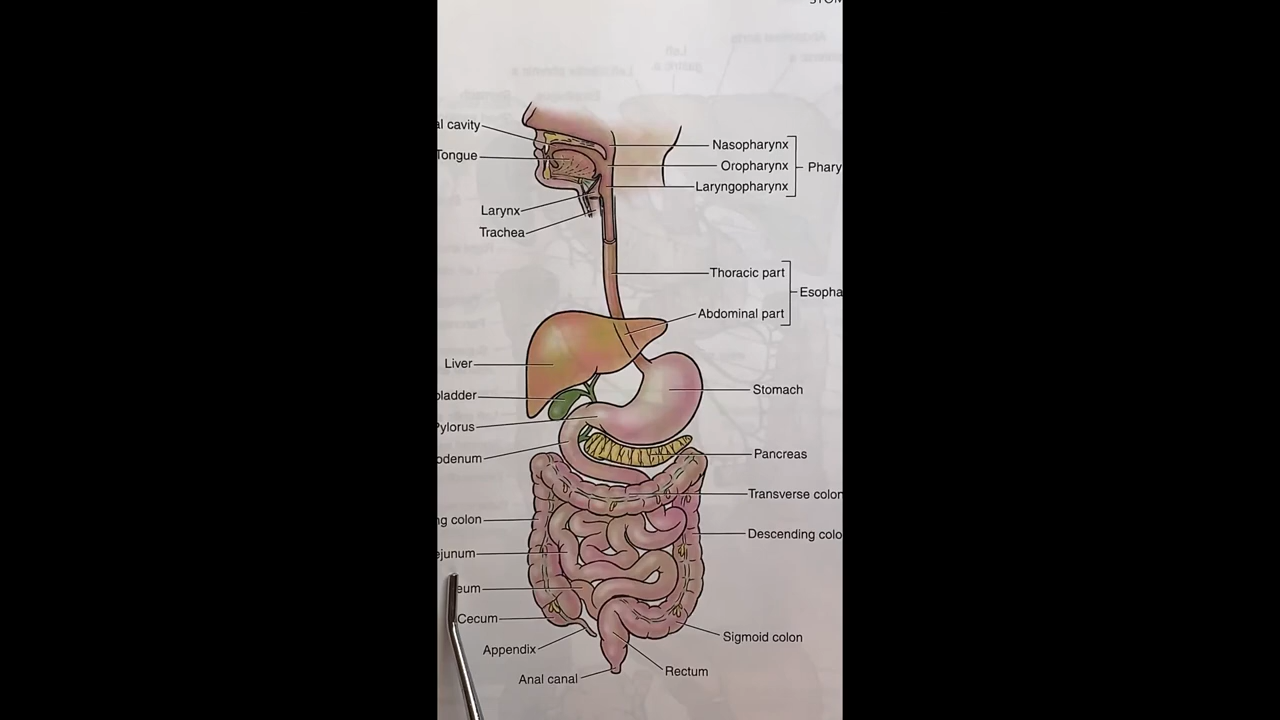 al cavity
Tongue
Larynx
Trachea
Nasopharynx
Oropharynx
Laryngopharynx
Phary
Thoracic part
Abdominal part
Esopha
Liver
bladder
Pylorus
odenum
ng colon
ejunum
eum
Cecum
Appendix
Anal canal
Stomach
Pancreas
Transverse colon
Descending colo
Sigmoid colon
Rectum